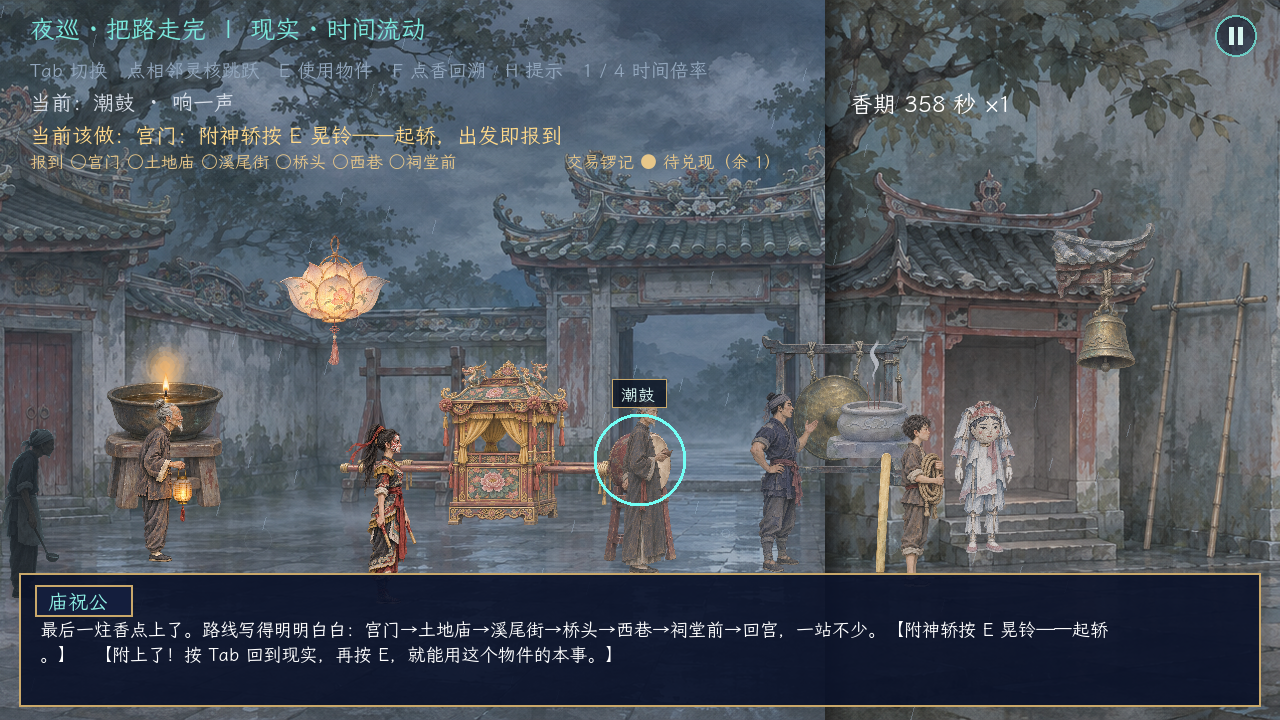 夜巡·把路走完 | 现实·时间流动
Tab 切换 点相邻灵核跳跃 E 使用物件 F 点香回溯 / H 提示 1 / 4 时间倍率
当前：潮鼓 · 响一声
香期 358 秒 ×1
当前该做：宫门：附神轿按 E 晃铃——起轿，出发即报到
报到 ○宫门 ○土地庙 ○溪尾街 ○桥头 ○西巷 ○祠堂前
交易锣记 ● 待兑现（余 1）
潮鼓
庙祝公
最后一炷香点上了。路线写得明明白白：宫门→土地庙→溪尾街→桥头→西巷→祠堂前→回宫，一站不少。【附神轿按 E 晃铃——起轿
。】 【附上了！按 Tab 回到现实，再按 E，就能用这个物件的本事。】